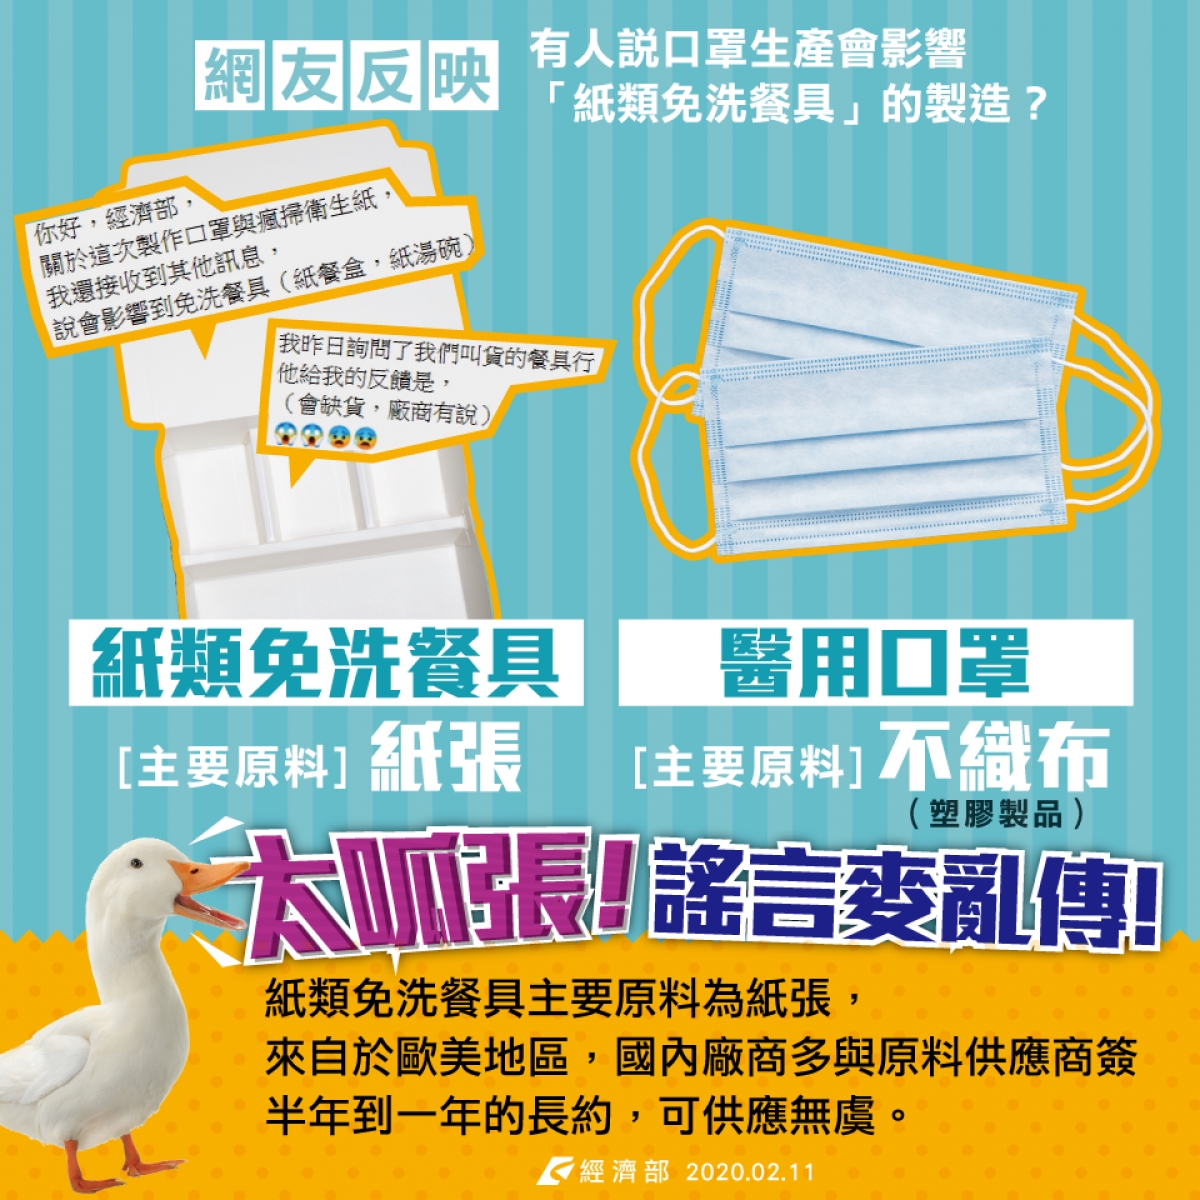 網友反映
有人説口罩生產會影響
「紙類免洗餐具」的製造？
你好，經濟部，
關於這次製作口罩與瘋掃衛生紙，
我還接收到其他訊息，
說會影響到免洗餐具（紙餐盒，紙湯碗）
我昨日詢問了我們叫貨的餐具行
他給我的反饋是，
（會缺貨，廠商有說）
紙類免洗餐具
[主要原料] 紙張
醫用口罩
[主要原料] 不織布
（塑膠製品）
太呱張！謠言麥亂傳！
紙類免洗餐具主要原料為紙張，
來自於歐美地區，國內廠商多與原料供應商簽
半年到一年的長約，可供應無虞。
經濟部 2020.02.11